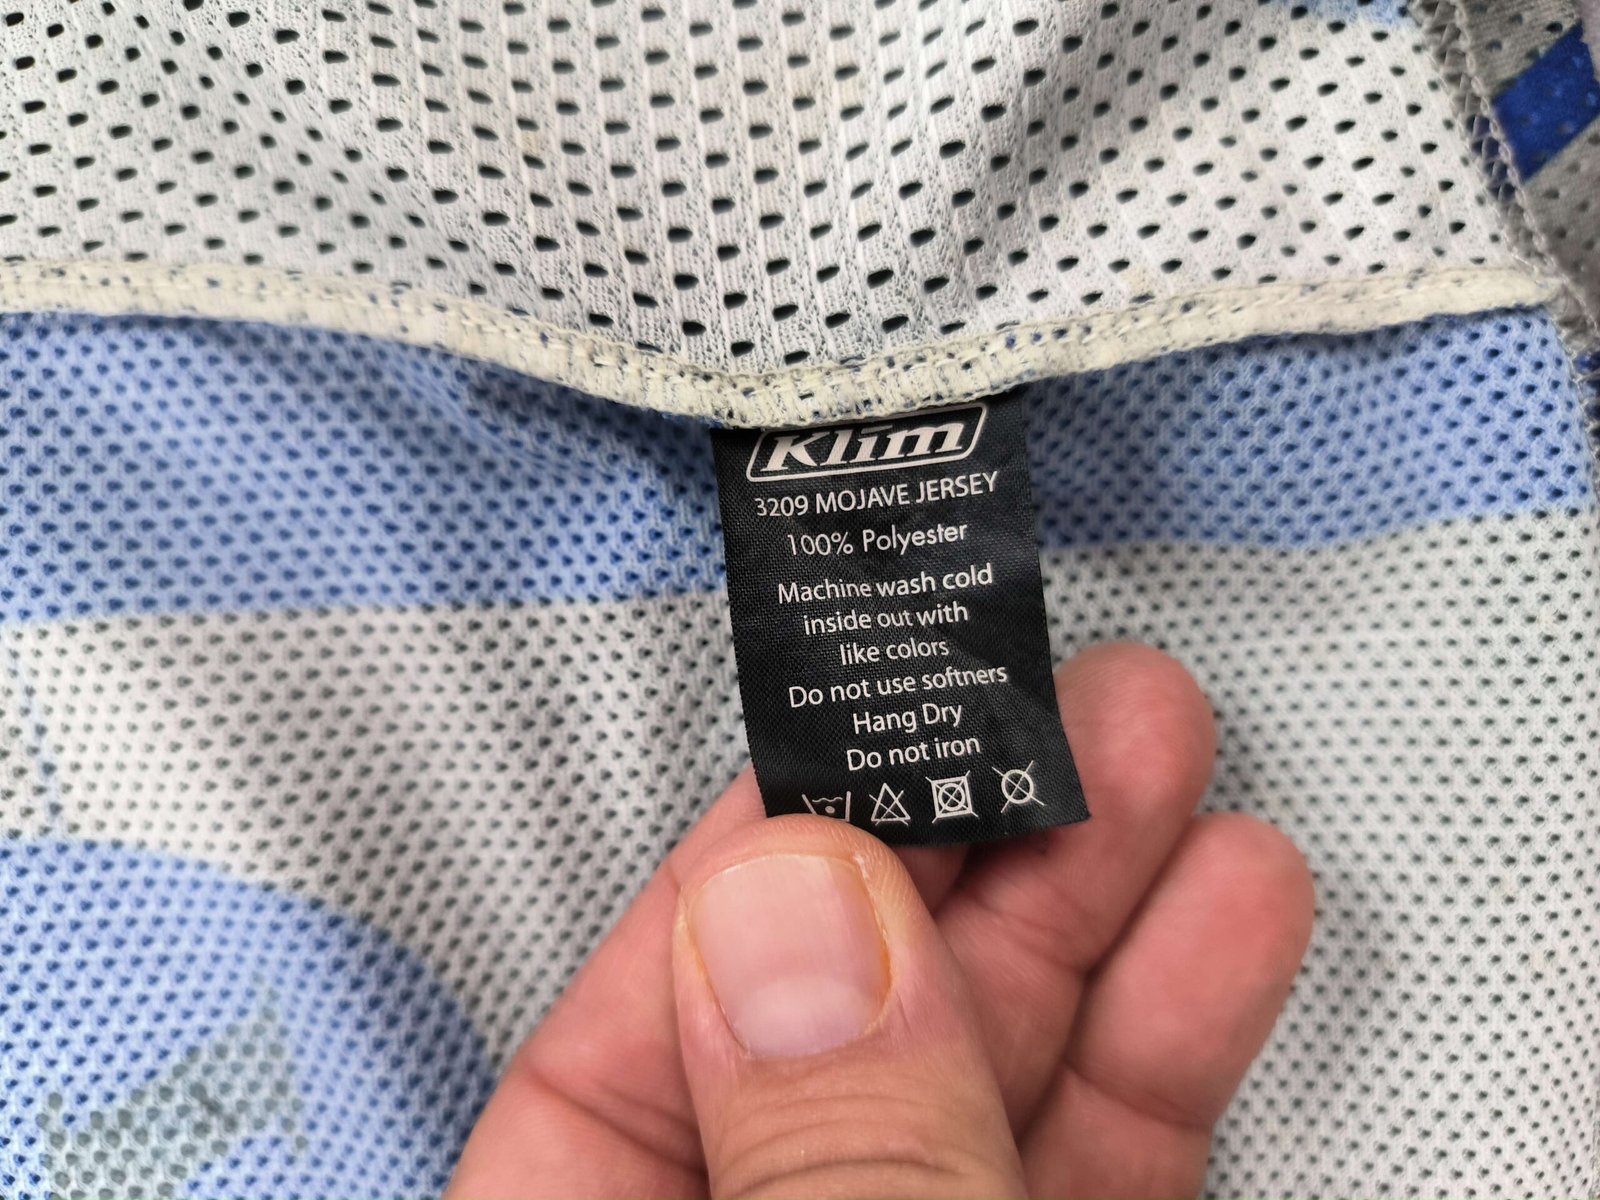 Klim
3209 MOJAVE JERSEY
100% Polyester
Machine wash cold
inside out with
like colors
Do not use softners
Hang Dry
Do not iron